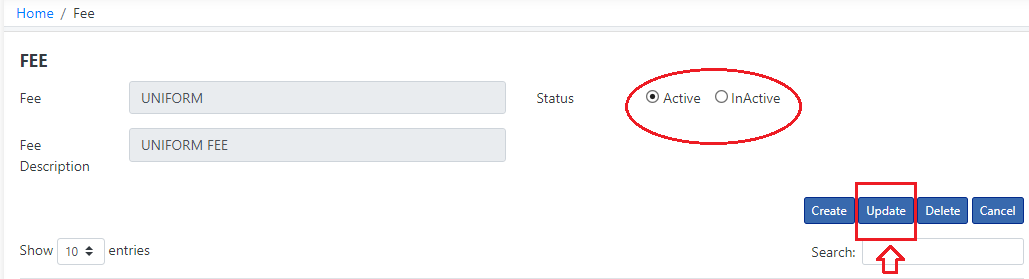 Home / Fee
FEE
Fee UNIFORM Status Active InActive
Fee Description UNIFORM FEE
Create Update Delete Cancel
Show 10 entries Search: